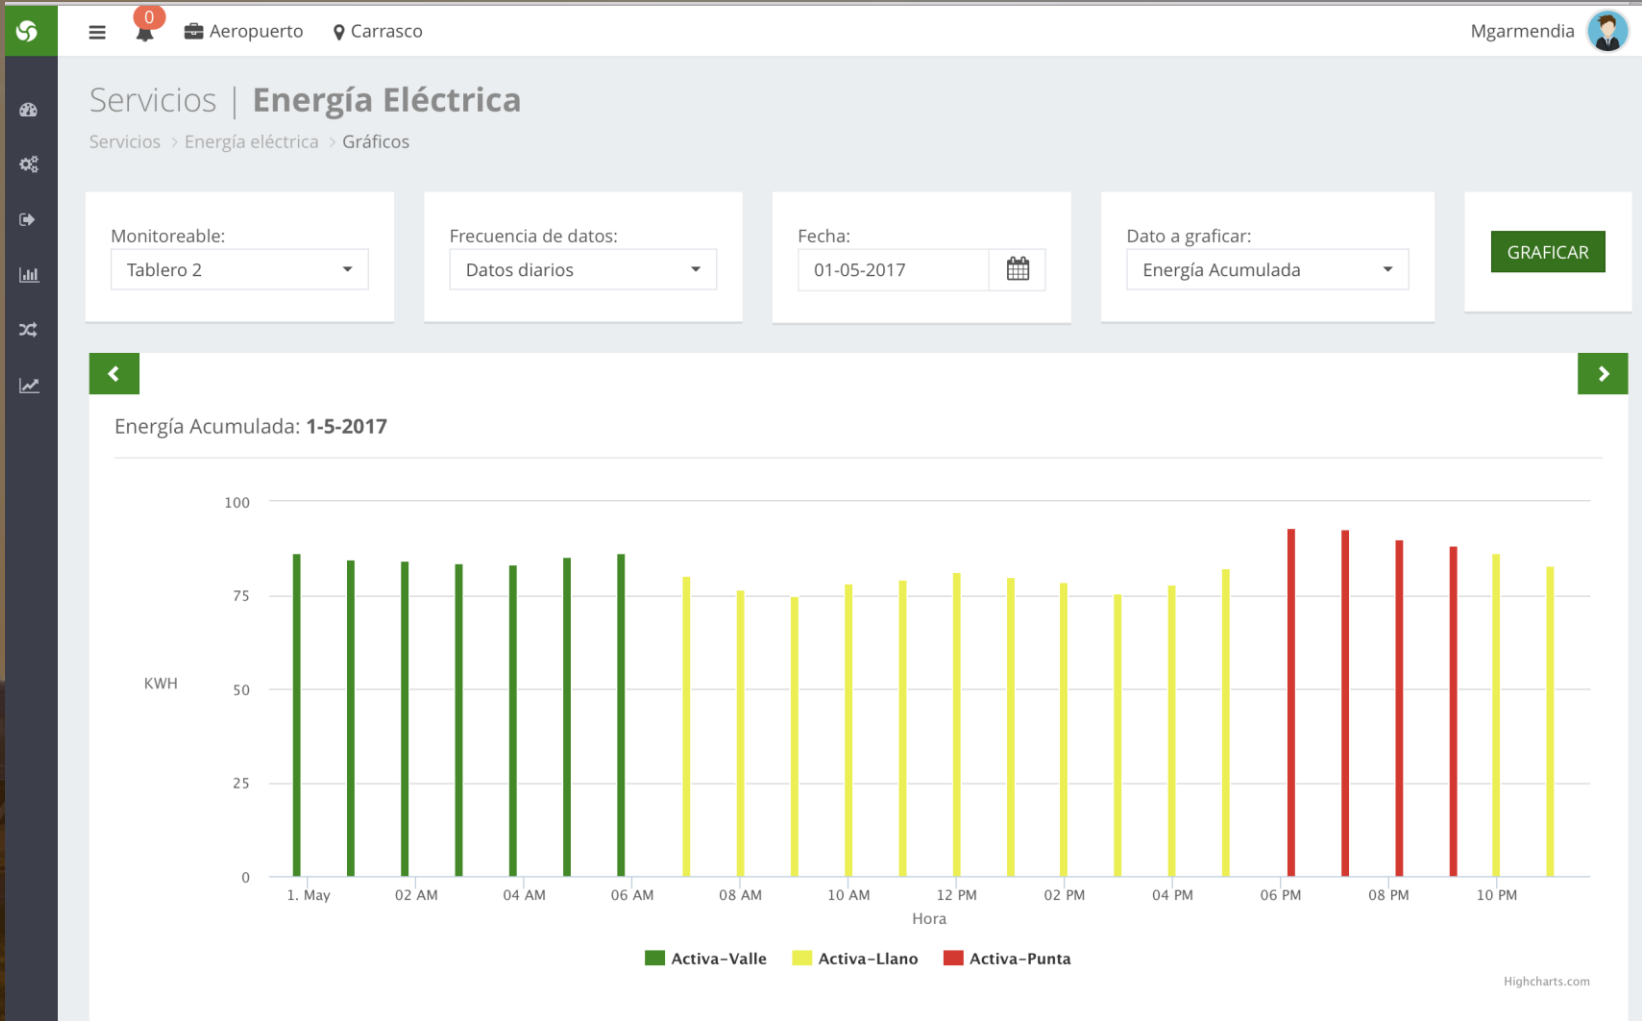 0 Aeropuerto Carrasco Mgarmendia
Servicios | Energía Eléctrica
Servicios > Energía eléctrica > Gráficos
Monitoreable: Frecuencia de datos: Fecha: Dato a graficar:
Tablero 2 Datos diarios 01-05-2017 Energía Acumulada GRAFICAR
Energía Acumulada: 1-5-2017
100
75
KWH
50
25
0
1. May 02 AM 04 AM 06 AM 08 AM 10 AM 12 PM 02 PM 04 PM 06 PM 08 PM 10 PM
Hora
Activa-Valle Activa-Llano Activa-Punta
Highcharts.com